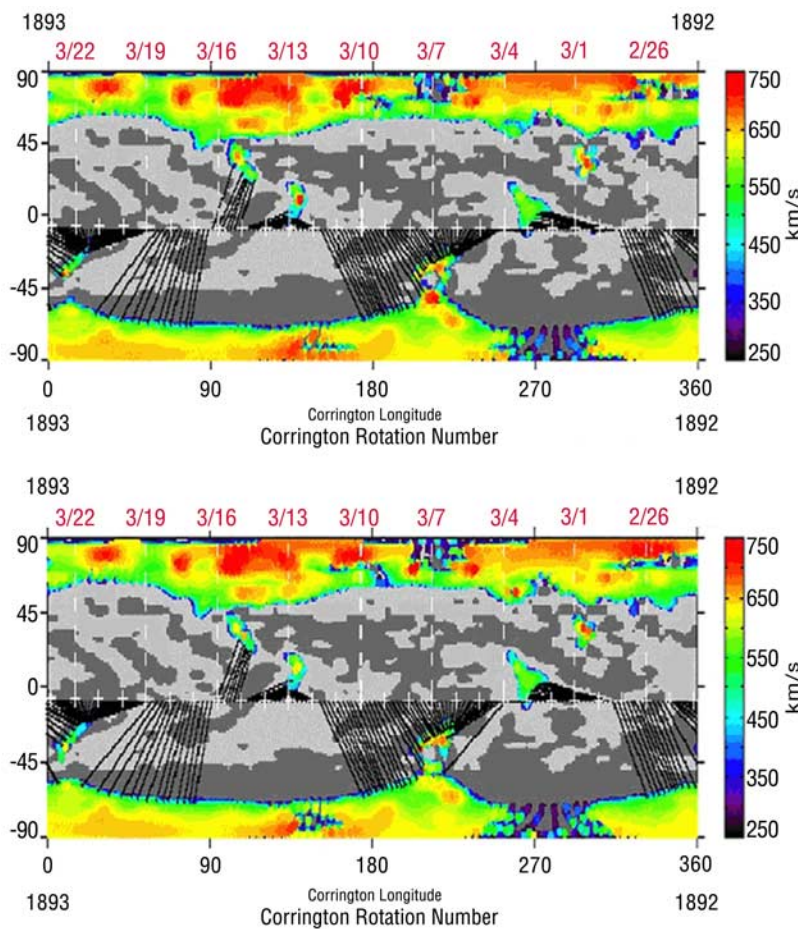 1893 1892
3/22 3/19 3/16 3/13 3/10 3/7 3/4 3/1 2/26
90
45
0
-45
-90
750
650
550
450
350
250
km/s
0 90 180 270 360
Corrington Longitude
1893 Corrington Rotation Number 1892
1893 1892
3/22 3/19 3/16 3/13 3/10 3/7 3/4 3/1 2/26
90
45
0
-45
-90
750
650
550
450
350
250
km/s
0 90 180 270 360
Corrington Longitude
1893 Corrington Rotation Number 1892